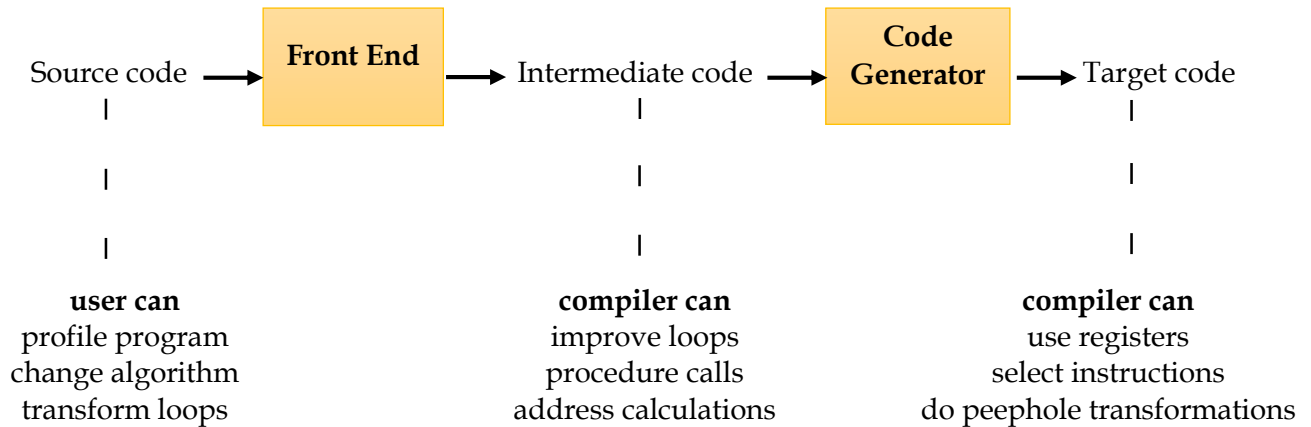 Source code
Front End
Intermediate code
Code
Generator
Target code
user can
profile program
change algorithm
transform loops
compiler can
improve loops
procedure calls
address calculations
compiler can
use registers
select instructions
do peephole transformations